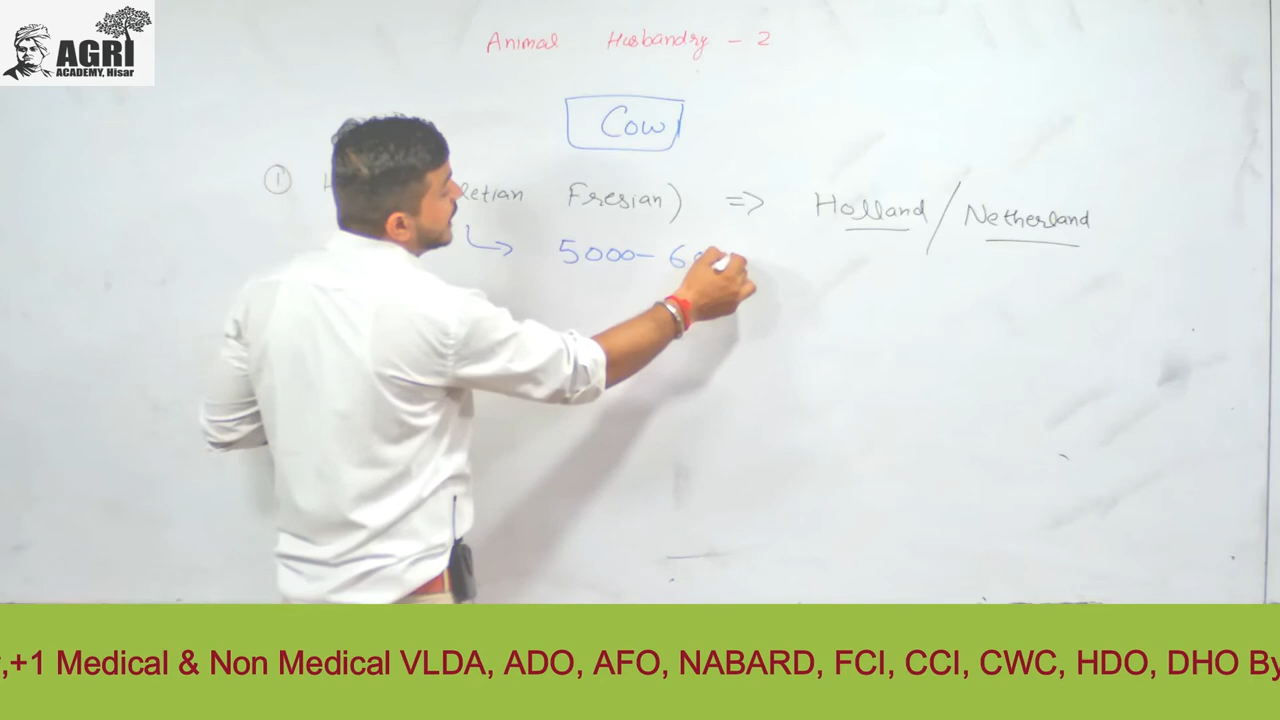 AGRI
ACADEMY, Hisar
Animal Husbandry - 2
Cow
① letian Fresian) => Holland / Netherland
↳ 5000- 6
,+1 Medical & Non Medical VLDA, ADO, AFO, NABARD, FCI, CCI, CWC, HDO, DHO By